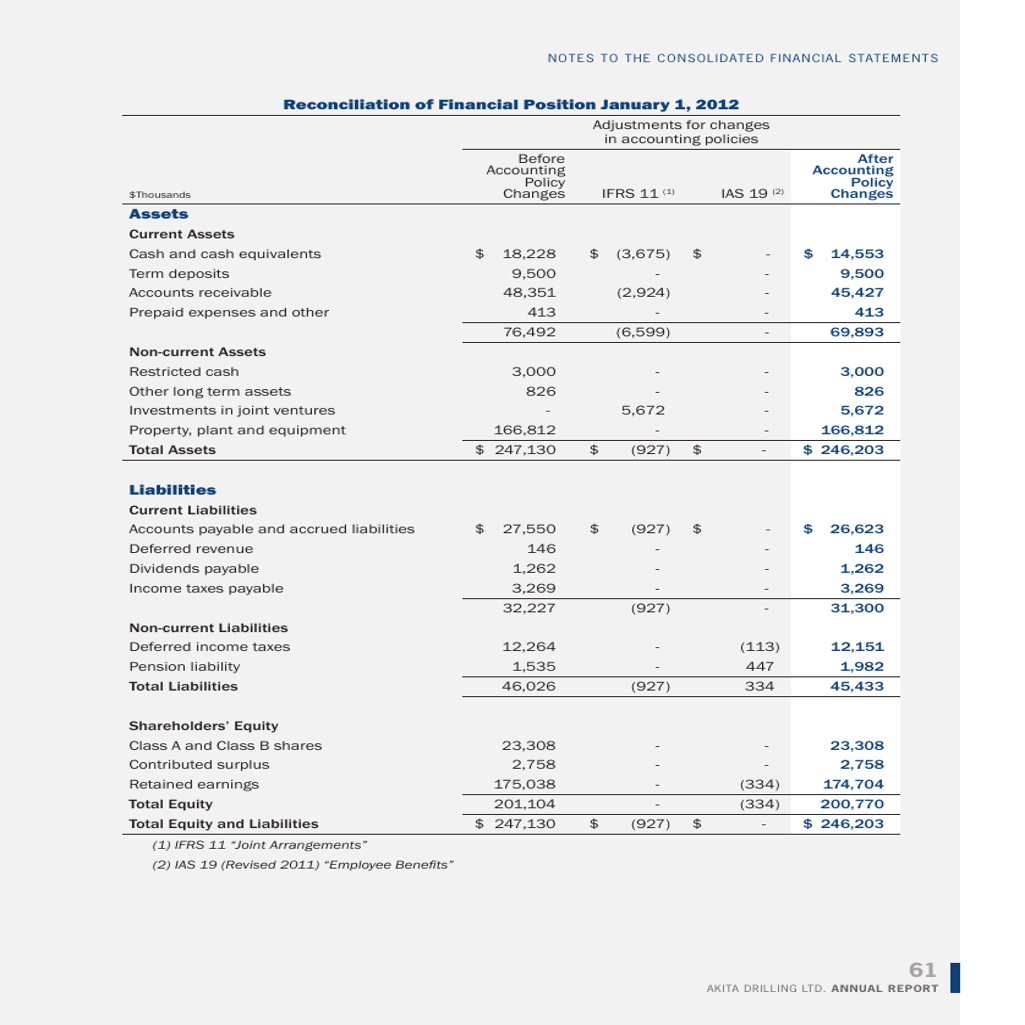 NOTES TO THE CONSOLIDATED FINANCIAL STATEMENTS
Reconciliation of Financial Position January 1, 2012
Adjustments for changes
in accounting policies
$Thousands Before Accounting Policy Changes IFRS 11 (1) IAS 19 (2) After Accounting Policy Changes
Assets
Current Assets
Cash and cash equivalents $ 18,228 $ (3,675) $ - $ 14,553
Term deposits 9,500 - - 9,500
Accounts receivable 48,351 (2,924) - 45,427
Prepaid expenses and other 413 - - 413
76,492 (6,599) - 69,893
Non-current Assets
Restricted cash 3,000 - - 3,000
Other long term assets 826 - - 826
Investments in joint ventures - 5,672 - 5,672
Property, plant and equipment 166,812 - - 166,812
Total Assets $ 247,130 $ (927) $ - $ 246,203
Liabilities
Current Liabilities
Accounts payable and accrued liabilities $ 27,550 $ (927) $ - $ 26,623
Deferred revenue 146 - - 146
Dividends payable 1,262 - - 1,262
Income taxes payable 3,269 - - 3,269
32,227 (927) - 31,300
Non-current Liabilities
Deferred income taxes 12,264 - (113) 12,151
Pension liability 1,535 - 447 1,982
Total Liabilities 46,026 (927) 334 45,433
Shareholders' Equity
Class A and Class B shares 23,308 - - 23,308
Contributed surplus 2,758 - - 2,758
Retained earnings 175,038 - (334) 174,704
Total Equity 201,104 - (334) 200,770
Total Equity and Liabilities $ 247,130 $ (927) $ - $ 246,203
(1) IFRS 11 “Joint Arrangements”
(2) IAS 19 (Revised 2011) “Employee Benefits”
61
AKITA DRILLING LTD. ANNUAL REPORT